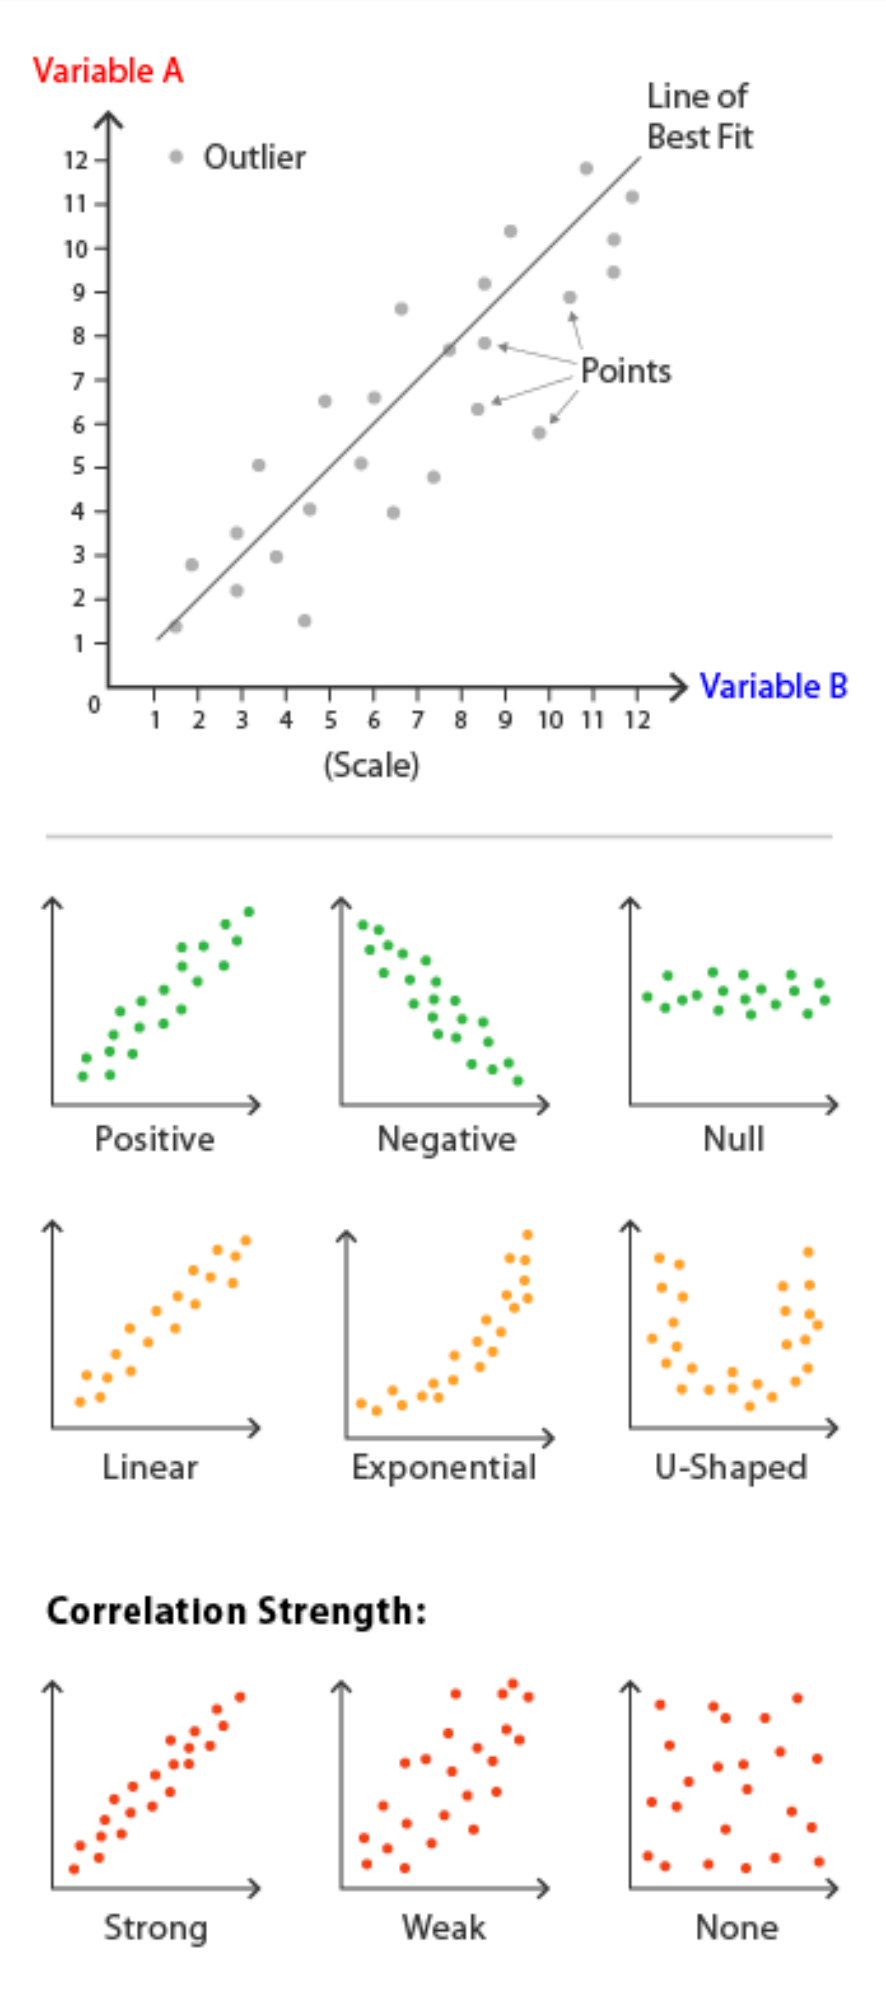 Variable A
Line of
Best Fit
Outlier
12
11
10
9
8
7
Points
6
5
4
3
2
1
0
Variable B
1 2 3 4 5 6 7 8 9 10 11 12
(Scale)
Positive Negative Null
Linear Exponential U-Shaped
Correlation Strength:
Strong Weak None